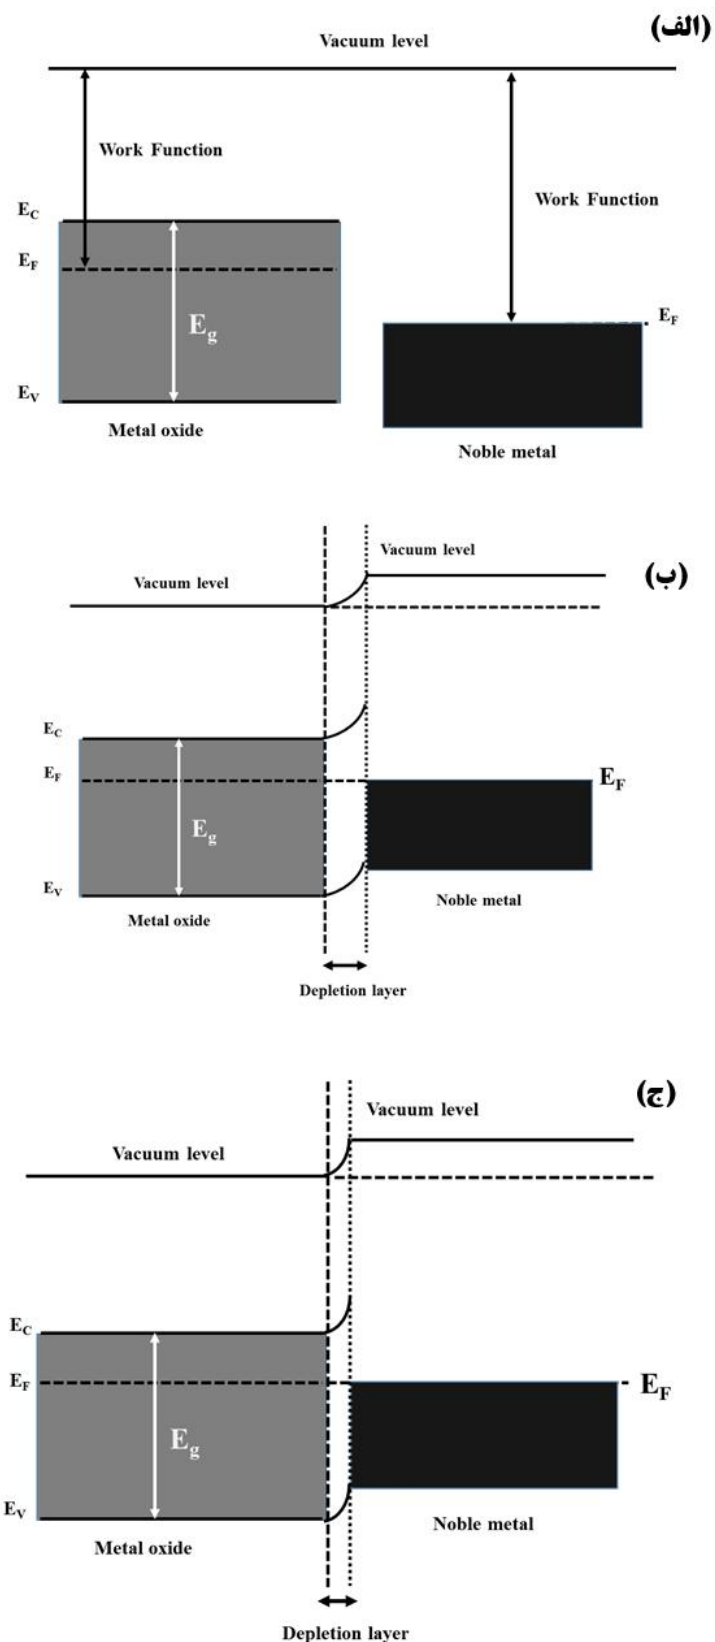 (الف)
Vacuum level
Work Function
Work Function
E_C
E_F
E_F
E_g
E_V
Metal oxide
Noble metal
(ب)
Vacuum level
Vacuum level
E_C
E_F
E_F
E_g
E_V
Metal oxide
Noble metal
Depletion layer
(ج)
Vacuum level
Vacuum level
E_C
E_F
E_F
E_g
E_V
Metal oxide
Noble metal
Depletion layer